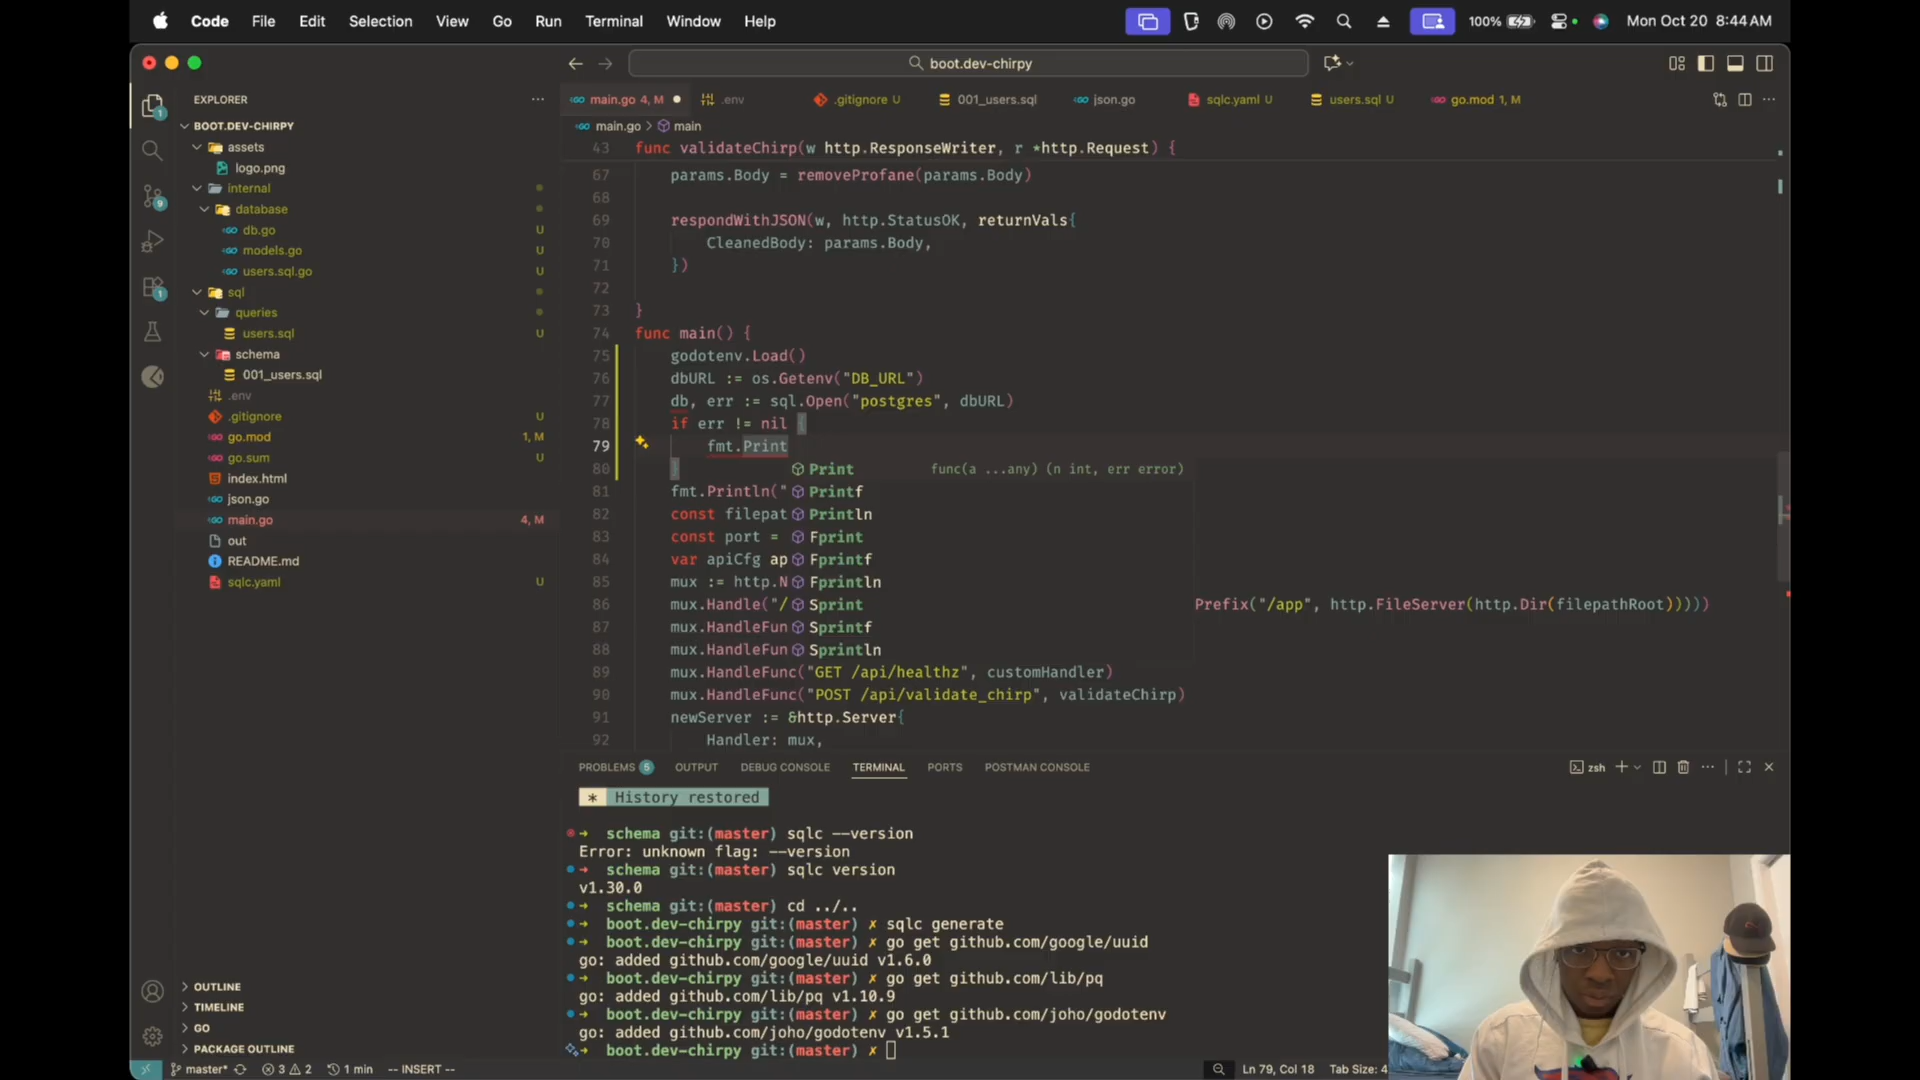 Code File Edit Selection View Go Run Terminal Window Help 100% Mon Oct 20 8:44 AM
boot.dev-chirpy
EXPLORER
main.go 4, M .env .gitignore U 001_users.sql json.go sqlc.yaml U users.sql U go.mod 1, M
BOOT.DEV-CHIRPY
main.go > main
assets
logo.png
internal
database
db.go U
models.go U
users.sql.go U
sql
queries
users.sql U
schema
001_users.sql
.env
.gitignore U
go.mod 1, M
go.sum U
index.html
json.go
main.go 4, M
out
README.md
sqlc.yaml U
OUTLINE
TIMELINE
GO
PACKAGE OUTLINE
43 func validateChirp(w http.ResponseWriter, r *http.Request) {
67 params.Body = removeProfane(params.Body)
68
69 respondWithJSON(w, http.StatusOK, returnVals{
70 CleanedBody: params.Body,
71 })
72
73 }
74 func main() {
75 godotenv.Load()
76 dbURL := os.Getenv("DB_URL")
77 db, err := sql.Open("postgres", dbURL)
78 if err != nil {
79 fmt.Print
80 } Print func(a ...any) (n int, err error)
81 fmt.Println(" Printf
82 const filepat Println
83 const port = Fprint
84 var apiCfg ap Fprintf
85 mux := http.N Fprintln
86 mux.Handle("/ Sprint Prefix("/app", http.FileServer(http.Dir(filepathRoot)))))
87 mux.HandleFun Sprintf
88 mux.HandleFun Sprintln
89 mux.HandleFunc("GET /api/healthz", customHandler)
90 mux.HandleFunc("POST /api/validate_chirp", validateChirp)
91 newServer := &http.Server{
92 Handler: mux,
PROBLEMS 5 OUTPUT DEBUG CONSOLE TERMINAL PORTS POSTMAN CONSOLE zsh
* History restored
schema git:(master) sqlc --version
Error: unknown flag: --version
schema git:(master) sqlc version
v1.30.0
schema git:(master) cd ../..
boot.dev-chirpy git:(master) ✗ sqlc generate
boot.dev-chirpy git:(master) ✗ go get github.com/google/uuid
go: added github.com/google/uuid v1.6.0
boot.dev-chirpy git:(master) ✗ go get github.com/lib/pq
go: added github.com/lib/pq v1.10.9
boot.dev-chirpy git:(master) ✗ go get github.com/joho/godotenv
go: added github.com/joho/godotenv v1.5.1
boot.dev-chirpy git:(master) ✗
master* 3 2 1 min -- INSERT -- Ln 79, Col 18 Tab Size: 4